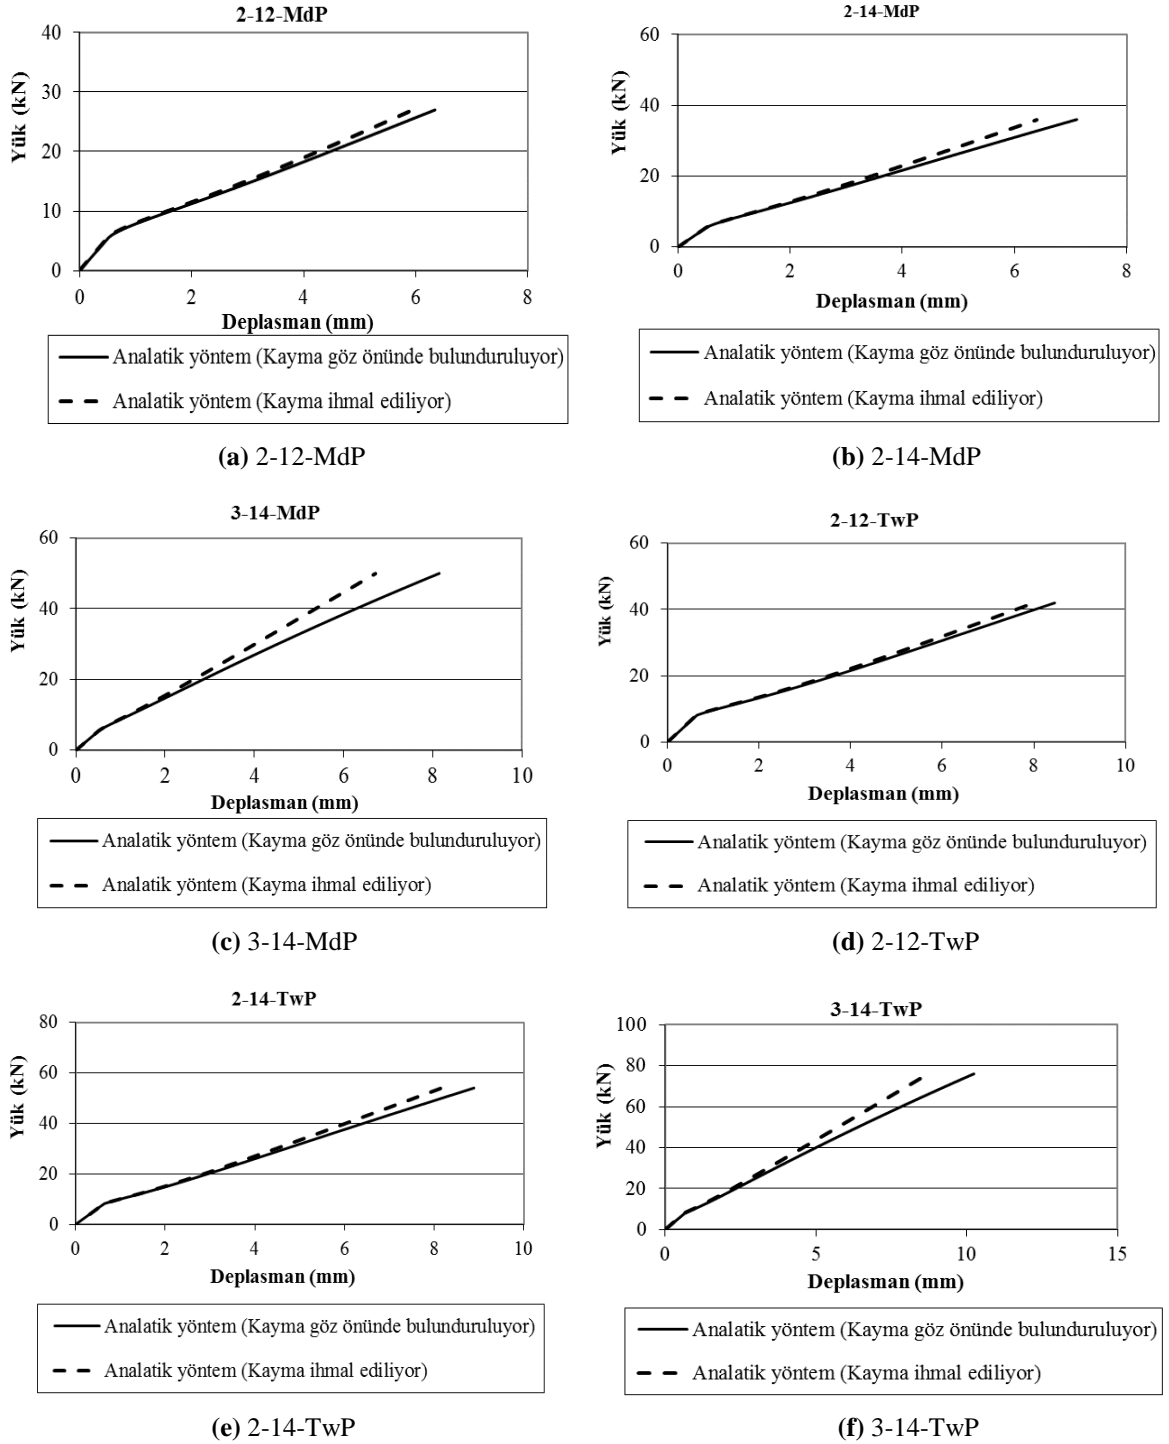 2-12-MdP
40
30
20
10
0
0 2 4 6 8
Yük (kN)
Deplasman (mm)
Analatik yöntem (Kayma göz önünde bulunduruluyor)
Analatik yöntem (Kayma ihmal ediliyor)
(a) 2-12-MdP
2-14-MdP
60
40
20
0
0 2 4 6 8
Yük (kN)
Deplasman (mm)
Analatik yöntem (Kayma göz önünde bulunduruluyor)
Analatik yöntem (Kayma ihmal ediliyor)
(b) 2-14-MdP
3-14-MdP
60
40
20
0
0 2 4 6 8 10
Yük (kN)
Deplasman (mm)
Analatik yöntem (Kayma göz önünde bulunduruluyor)
Analatik yöntem (Kayma ihmal ediliyor)
(c) 3-14-MdP
2-12-TwP
60
40
20
0
0 2 4 6 8 10
Yük (kN)
Deplasman (mm)
Analatik yöntem (Kayma göz önünde bulunduruluyor)
Analatik yöntem (Kayma ihmal ediliyor)
(d) 2-12-TwP
2-14-TwP
80
60
40
20
0
0 2 4 6 8 10
Yük (kN)
Deplasman (mm)
Analatik yöntem (Kayma göz önünde bulunduruluyor)
Analatik yöntem (Kayma ihmal ediliyor)
(e) 2-14-TwP
3-14-TwP
100
80
60
40
20
0
0 5 10 15
Yük (kN)
Deplasman (mm)
Analatik yöntem (Kayma göz önünde bulunduruluyor)
Analatik yöntem (Kayma ihmal ediliyor)
(f) 3-14-TwP